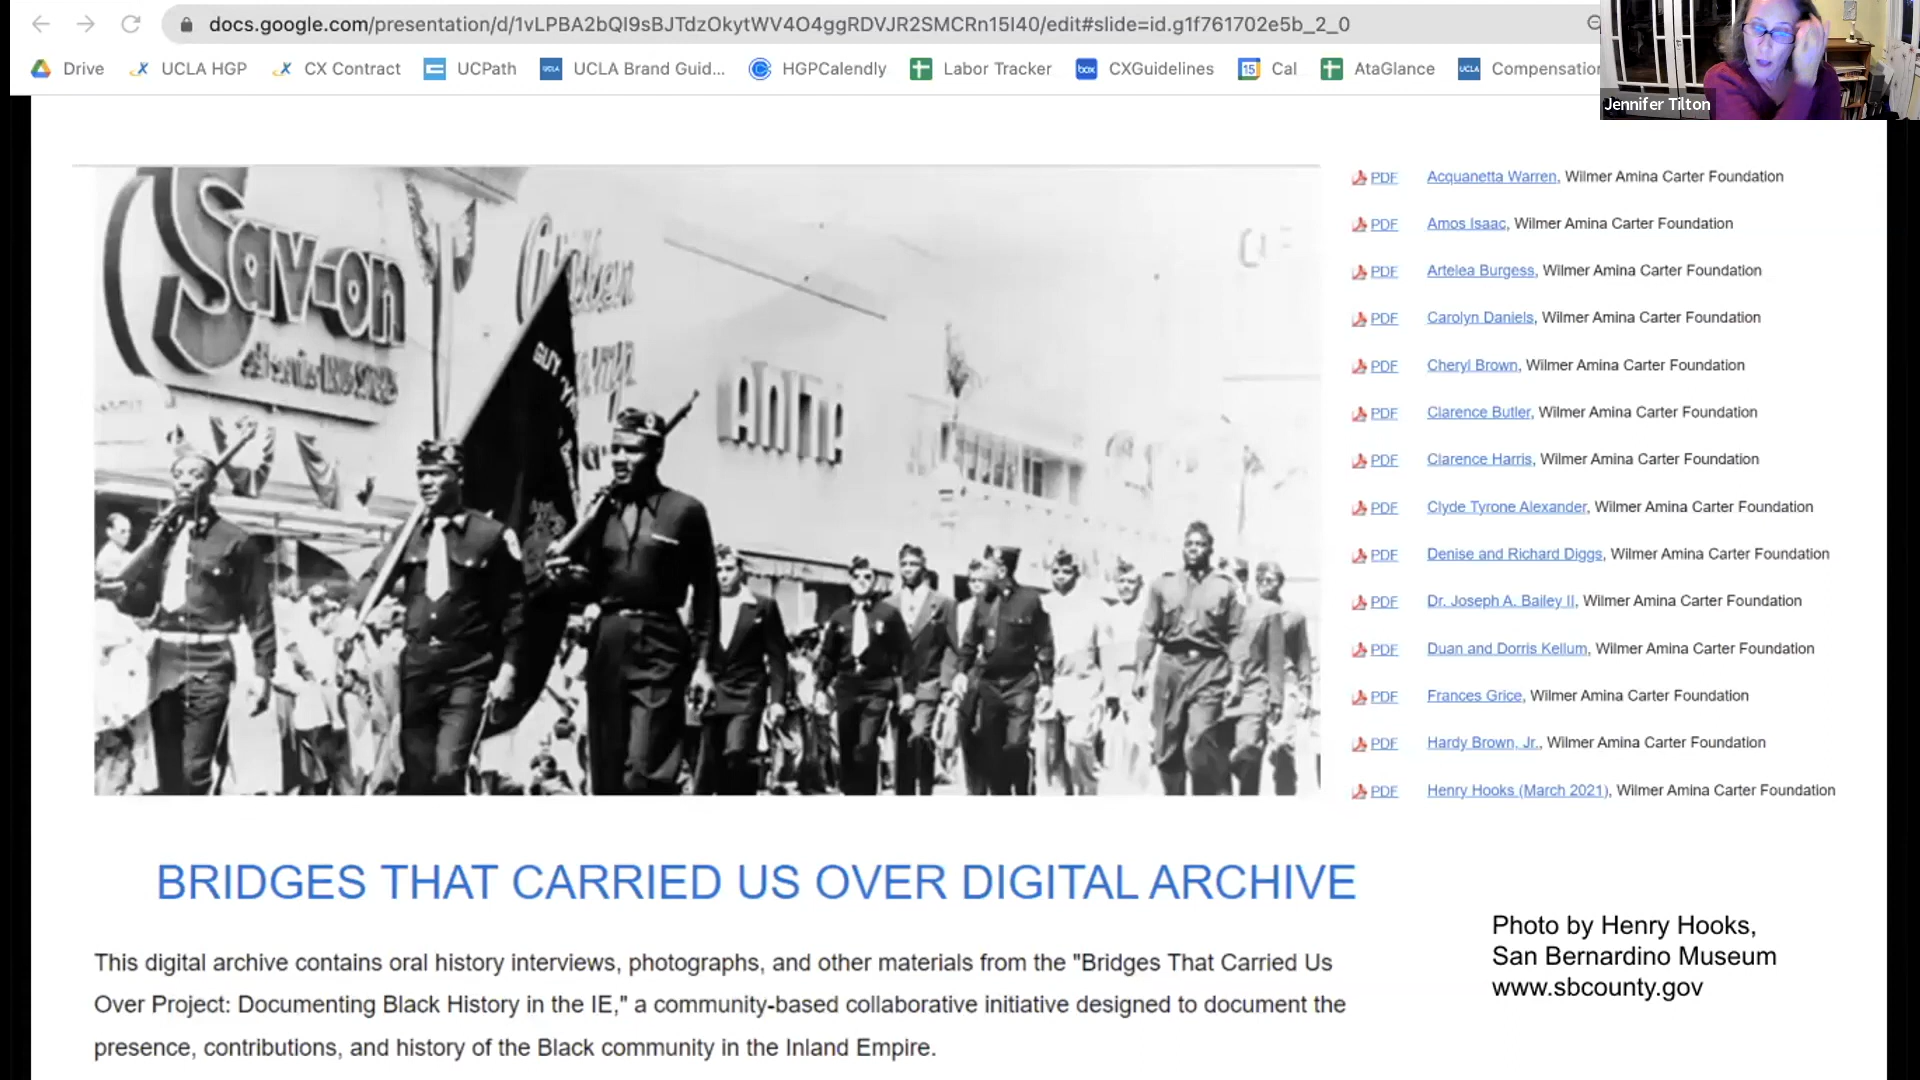 docs.google.com/presentation/d/1vLPBA2bQI9sBJTdzOkytWV4O4ggRDVJR2SMCRn15I40/edit#slide=id.g1f761702e5b_2_0
Drive UCLA HGP CX Contract UCPath UCLA UCLA Brand Guid... HGPCalendly Labor Tracker box CXGuidelines 15 Cal AtaGlance UCLA Compensation
Jennifer Tilton
Sav-on
GUY
PDF Acquanetta Warren, Wilmer Amina Carter Foundation
PDF Amos Isaac, Wilmer Amina Carter Foundation
PDF Artelea Burgess, Wilmer Amina Carter Foundation
PDF Carolyn Daniels, Wilmer Amina Carter Foundation
PDF Cheryl Brown, Wilmer Amina Carter Foundation
PDF Clarence Butler, Wilmer Amina Carter Foundation
PDF Clarence Harris, Wilmer Amina Carter Foundation
PDF Clyde Tyrone Alexander, Wilmer Amina Carter Foundation
PDF Denise and Richard Diggs, Wilmer Amina Carter Foundation
PDF Dr. Joseph A. Bailey II, Wilmer Amina Carter Foundation
PDF Duan and Dorris Kellum, Wilmer Amina Carter Foundation
PDF Frances Grice, Wilmer Amina Carter Foundation
PDF Hardy Brown, Jr., Wilmer Amina Carter Foundation
PDF Henry Hooks (March 2021), Wilmer Amina Carter Foundation
BRIDGES THAT CARRIED US OVER DIGITAL ARCHIVE
This digital archive contains oral history interviews, photographs, and other materials from the "Bridges That Carried Us
Over Project: Documenting Black History in the IE," a community-based collaborative initiative designed to document the
presence, contributions, and history of the Black community in the Inland Empire.
Photo by Henry Hooks,
San Bernardino Museum
www.sbcounty.gov